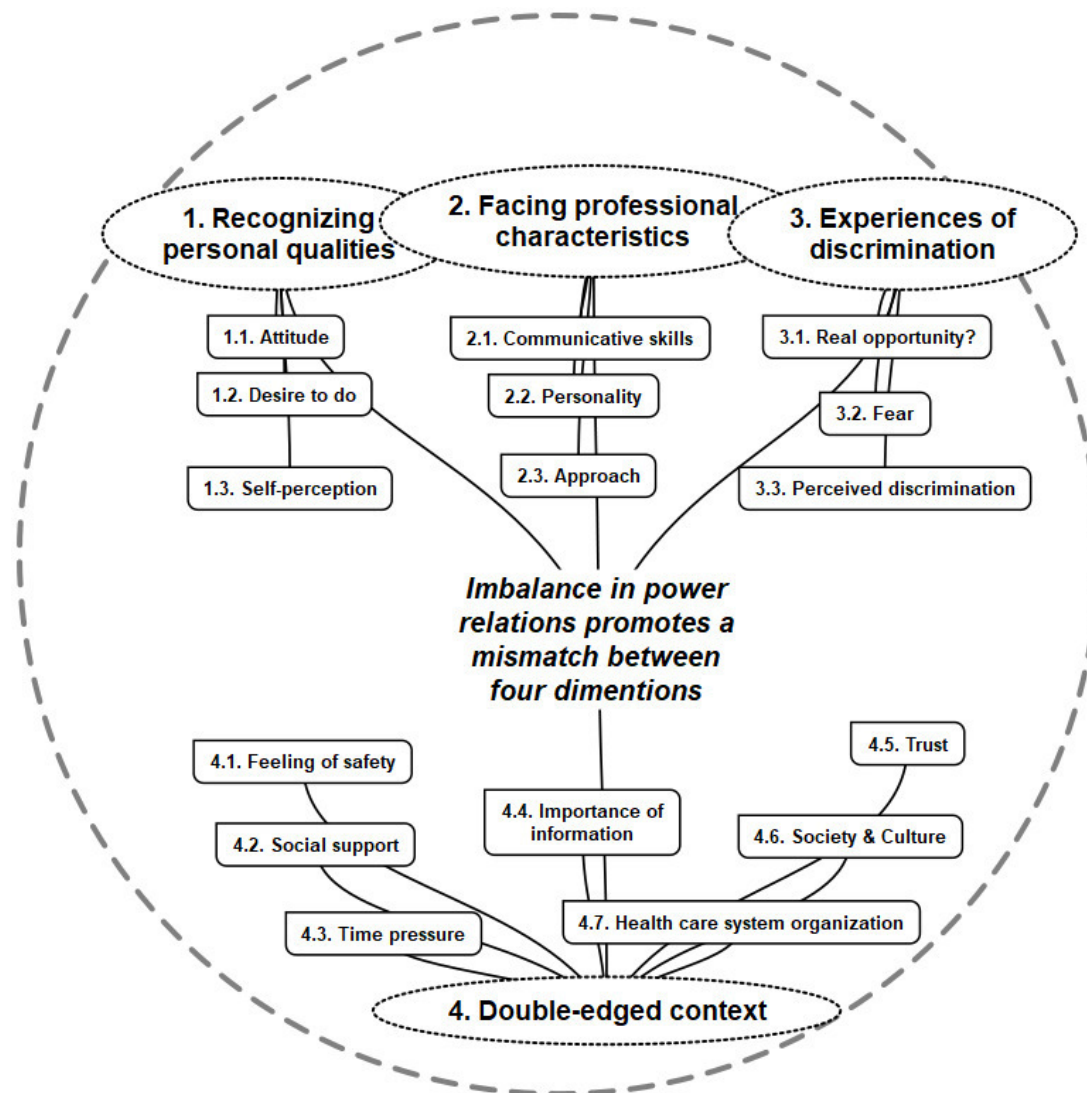 1. Recognizing
personal qualities
2. Facing professional
characteristics
3. Experiences of
discrimination
1.1. Attitude
1.2. Desire to do
1.3. Self-perception
2.1. Communicative skills
2.2. Personality
2.3. Approach
3.1. Real opportunity?
3.2. Fear
3.3. Perceived discrimination
Imbalance in power
relations promotes a
mismatch between
four dimentions
4.1. Feeling of safety
4.2. Social support
4.3. Time pressure
4.4. Importance of
information
4.5. Trust
4.6. Society & Culture
4.7. Health care system organization
4. Double-edged context